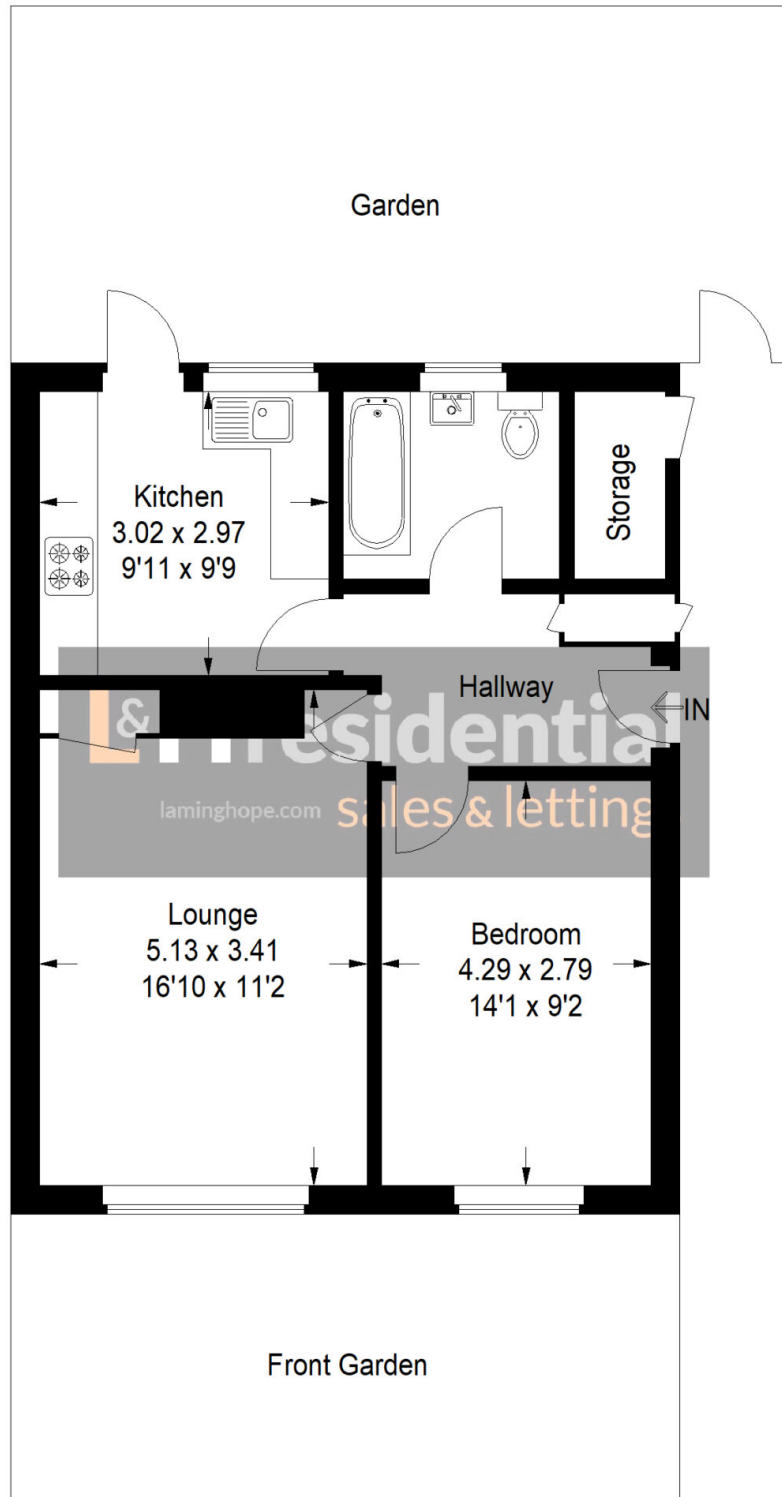 Garden
Kitchen
3.02 x 2.97
9'11 x 9'9
Storage
Hallway
IN
L&H residential
laminghope.com sales & letting
Lounge
5.13 x 3.41
16'10 x 11'2
Bedroom
4.29 x 2.79
14'1 x 9'2
Front Garden